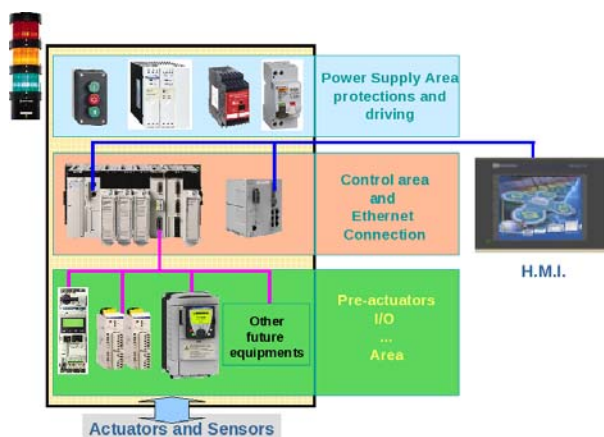 Power Supply Area
protections and
driving
Control area
and
Ethernet
Connection
H.M.I.
Pre-actuators
I/O
...
Area
Other
future
equipments
Actuators and Sensors